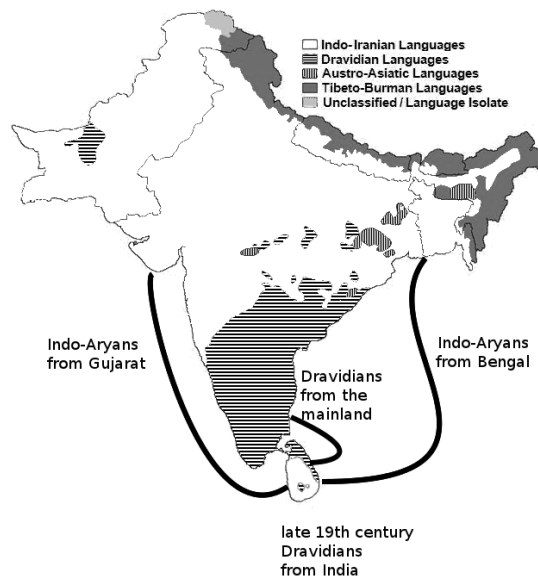 Indo-Iranian Languages
Dravidian Languages
Austro-Asiatic Languages
Tibeto-Burman Languages
Unclassified / Language Isolate
Indo-Aryans
from Gujarat
Dravidians
from the
mainland
Indo-Aryans
from Bengal
late 19th century
Dravidians
from India